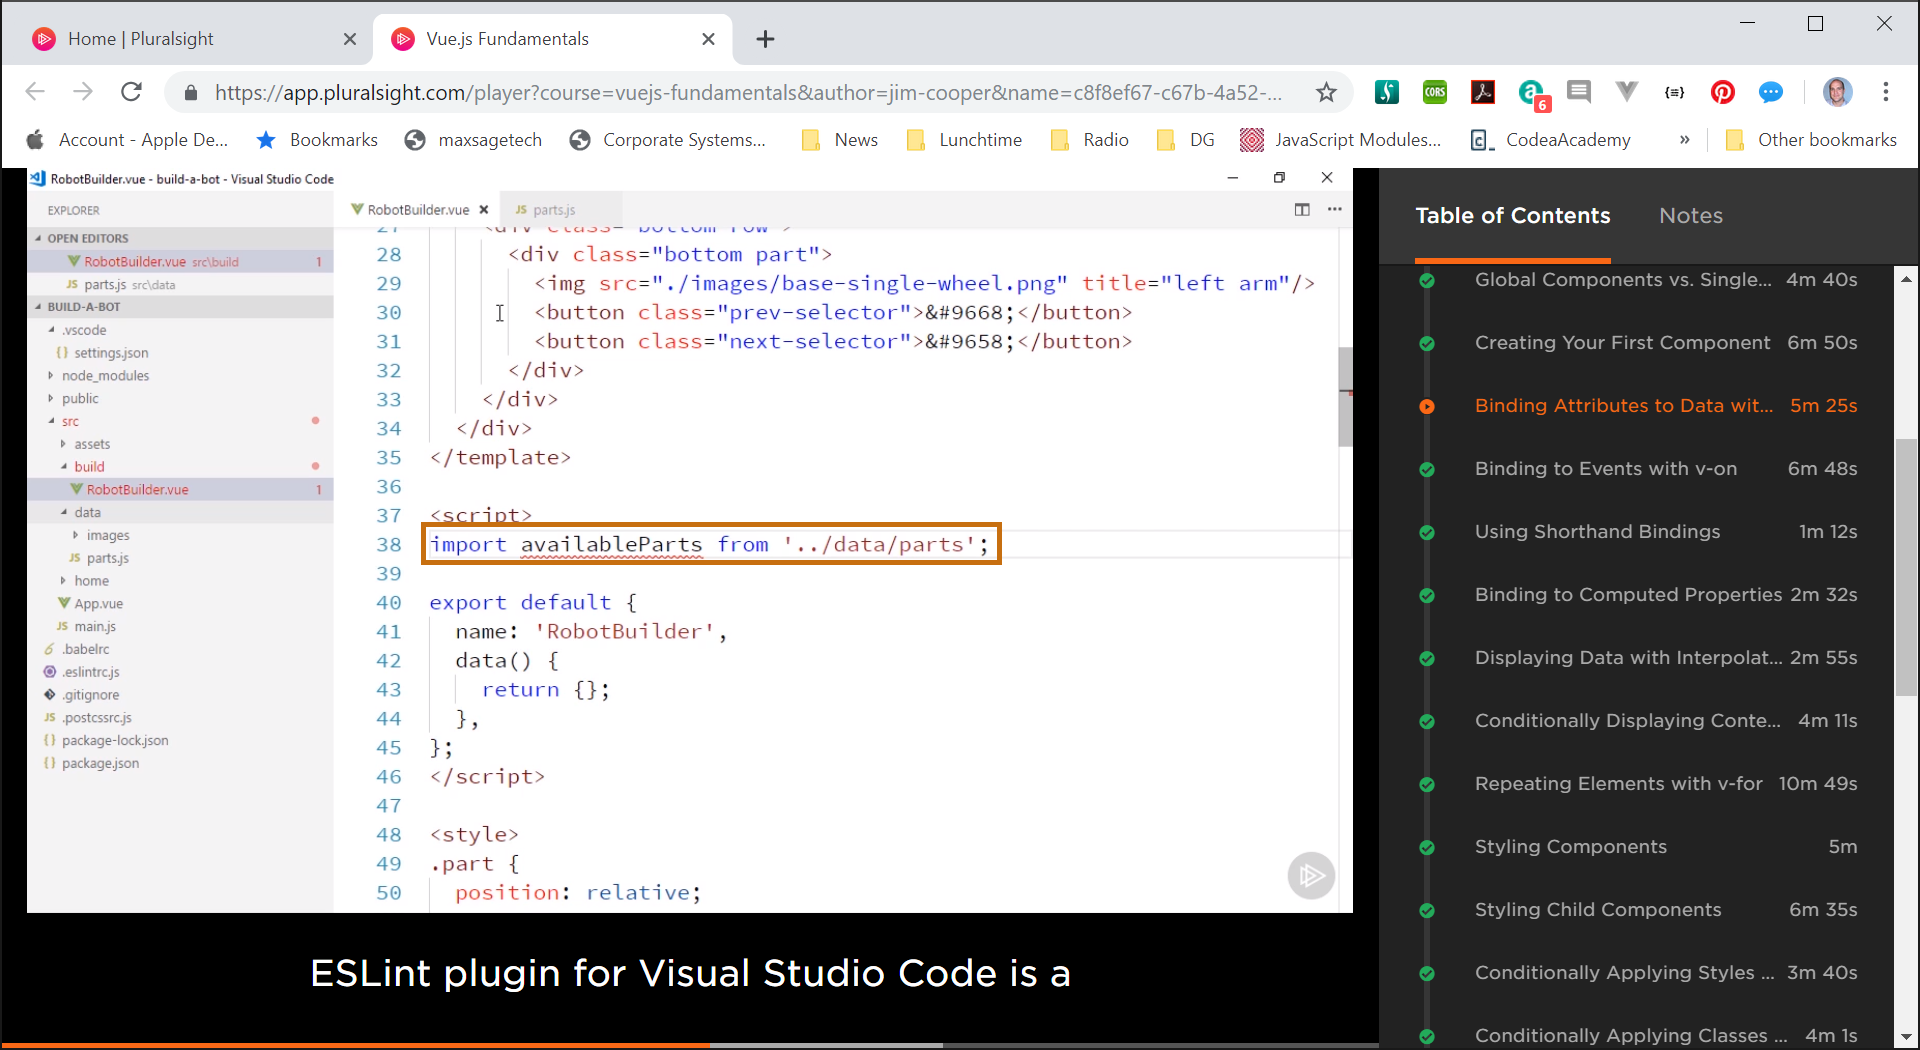 Home | Pluralsight
Vue.js Fundamentals
https://app.pluralsight.com/player?course=vuejs-fundamentals&author=jim-cooper&name=c8f8ef67-c67b-4a52-...
CORS
6
{≡}
Account - Apple De...
Bookmarks
maxsagetech
Corporate Systems...
News
Lunchtime
Radio
DG
JavaScript Modules...
CodeaAcademy
»
Other bookmarks
RobotBuilder.vue - build-a-bot - Visual Studio Code
EXPLORER
OPEN EDITORS
RobotBuilder.vue src\build 1
JS parts.js src\data
BUILD-A-BOT
.vscode
{} settings.json
node_modules
public
src
assets
build
RobotBuilder.vue 1
data
images
JS parts.js
home
App.vue
JS main.js
.babelrc
.eslintrc.js
.gitignore
JS .postcssrc.js
{} package-lock.json
{} package.json
RobotBuilder.vue
JS parts.js
27 <div class="bottom-row">
28 <div class="bottom part">
29 <img src="./images/base-single-wheel.png" title="left arm"/>
30 <button class="prev-selector">&#9668;</button>
31 <button class="next-selector">&#9658;</button>
32 </div>
33 </div>
34 </div>
35 </template>
36
37 <script>
38 import availableParts from '../data/parts';
39
40 export default {
41 name: 'RobotBuilder',
42 data() {
43 return {};
44 },
45 };
46 </script>
47
48 <style>
49 .part {
50 position: relative;
ESLint plugin for Visual Studio Code is a
Table of Contents
Notes
Global Components vs. Single... 4m 40s
Creating Your First Component 6m 50s
Binding Attributes to Data wit... 5m 25s
Binding to Events with v-on 6m 48s
Using Shorthand Bindings 1m 12s
Binding to Computed Properties 2m 32s
Displaying Data with Interpolat... 2m 55s
Conditionally Displaying Conte... 4m 11s
Repeating Elements with v-for 10m 49s
Styling Components 5m
Styling Child Components 6m 35s
Conditionally Applying Styles ... 3m 40s
Conditionally Applying Classes ... 4m 1s